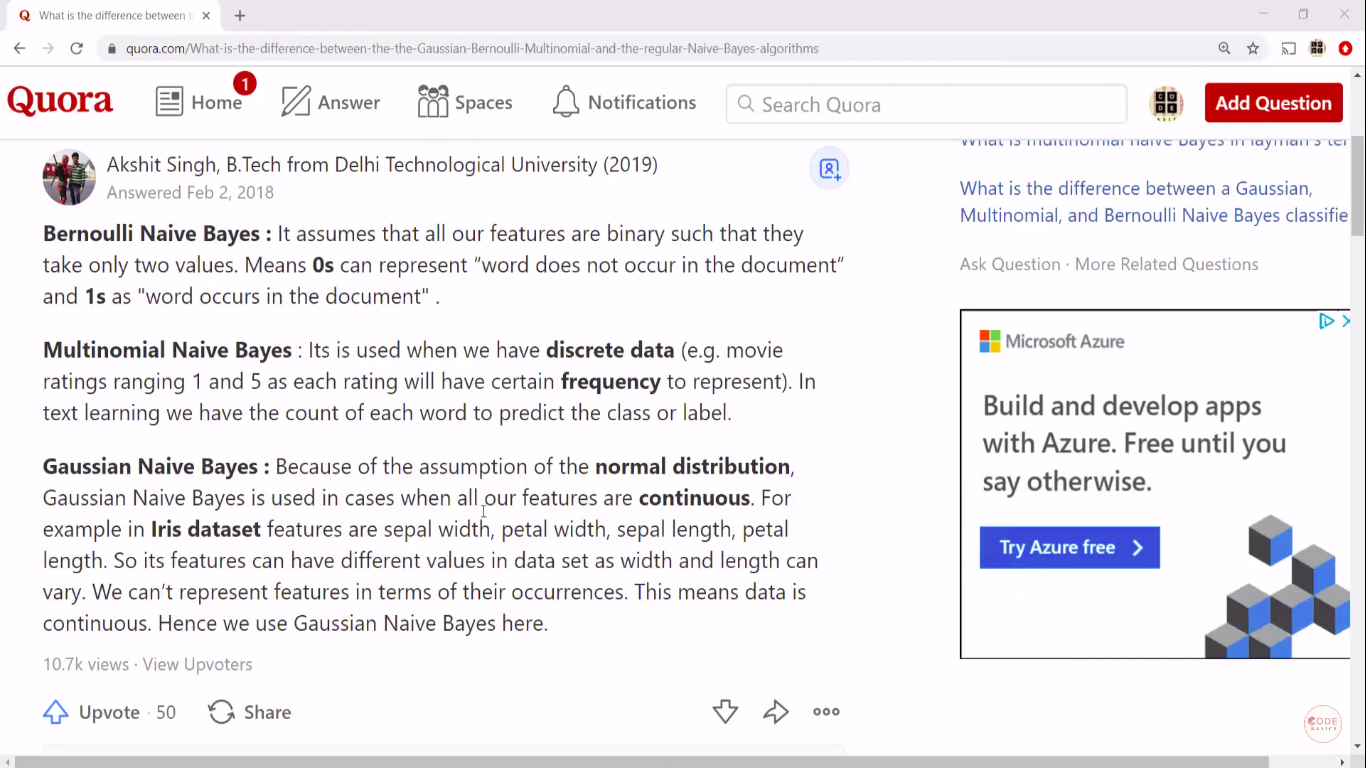 What is the difference between t
quora.com/What-is-the-difference-between-the-the-Gaussian-Bernoulli-Multinomial-and-the-regular-Naive-Bayes-algorithms
Quora
1
Home
Answer
Spaces
Notifications
Search Quora
Add Question
Akshit Singh, B.Tech from Delhi Technological University (2019)
Answered Feb 2, 2018
Bernoulli Naive Bayes : It assumes that all our features are binary such that they
take only two values. Means 0s can represent “word does not occur in the document”
and 1s as "word occurs in the document" .
Multinomial Naive Bayes : Its is used when we have discrete data (e.g. movie
ratings ranging 1 and 5 as each rating will have certain frequency to represent). In
text learning we have the count of each word to predict the class or label.
Gaussian Naive Bayes : Because of the assumption of the normal distribution,
Gaussian Naive Bayes is used in cases when all our features are continuous. For
example in Iris dataset features are sepal width, petal width, sepal length, petal
length. So its features can have different values in data set as width and length can
vary. We can’t represent features in terms of their occurrences. This means data is
continuous. Hence we use Gaussian Naive Bayes here.
10.7k views · View Upvoters
Upvote · 50
Share
What is multinomial naive Bayes in layman's ter
What is the difference between a Gaussian,
Multinomial, and Bernoulli Naive Bayes classifie
Ask Question · More Related Questions
Microsoft Azure
Build and develop apps
with Azure. Free until you
say otherwise.
Try Azure free
CODE
BASICS